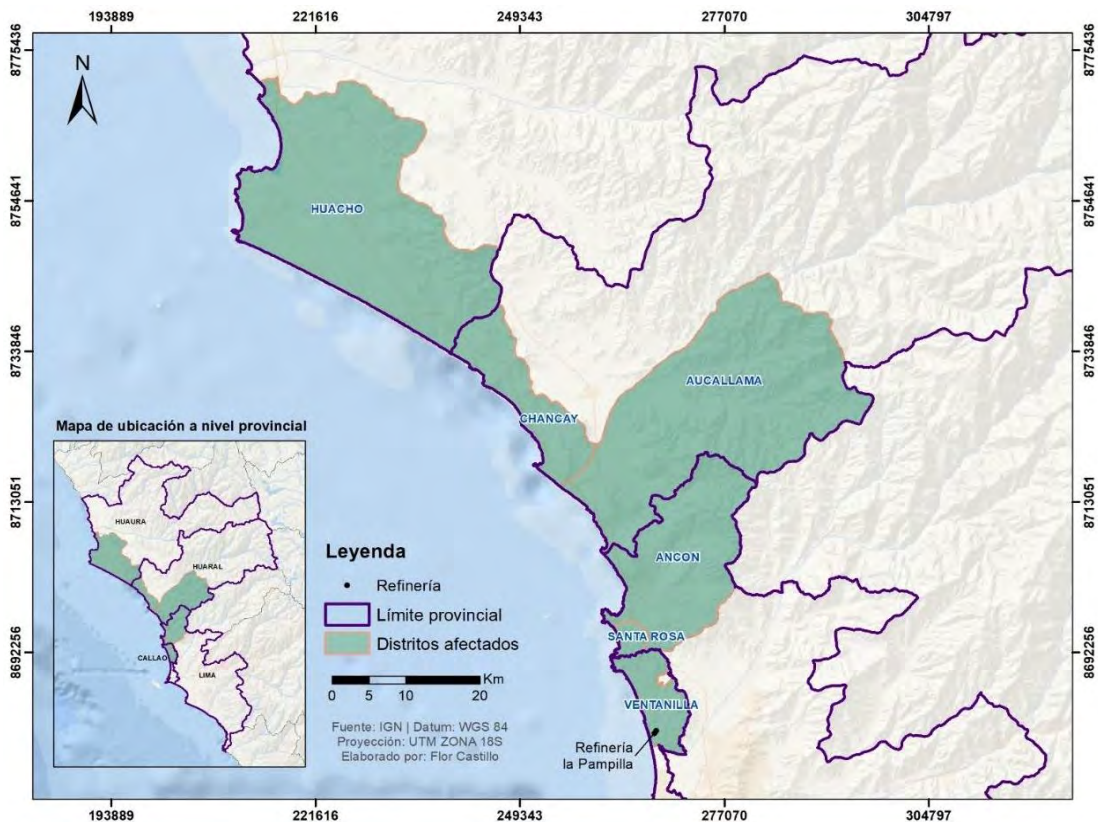 193889 221616 249343 277070 304797
8775436 8775436
N
8754641 8754641
HUACHO
8733846 8733846
AUCALLAMA
CHANCAY
Mapa de ubicación a nivel provincial
8713051 8713051
HUAURA
HUARAL
CALLAO
LIMA
Leyenda
Refinería
Límite provincial
Distritos afectados
0 5 10 20 Km
Fuente: IGN | Datum: WGS 84
Proyección: UTM ZONA 18S
Elaborado por: Flor Castillo
ANCON
SANTA ROSA
8692256 8692256
VENTANILLA
Refinería
la Pampilla
193889 221616 249343 277070 304797